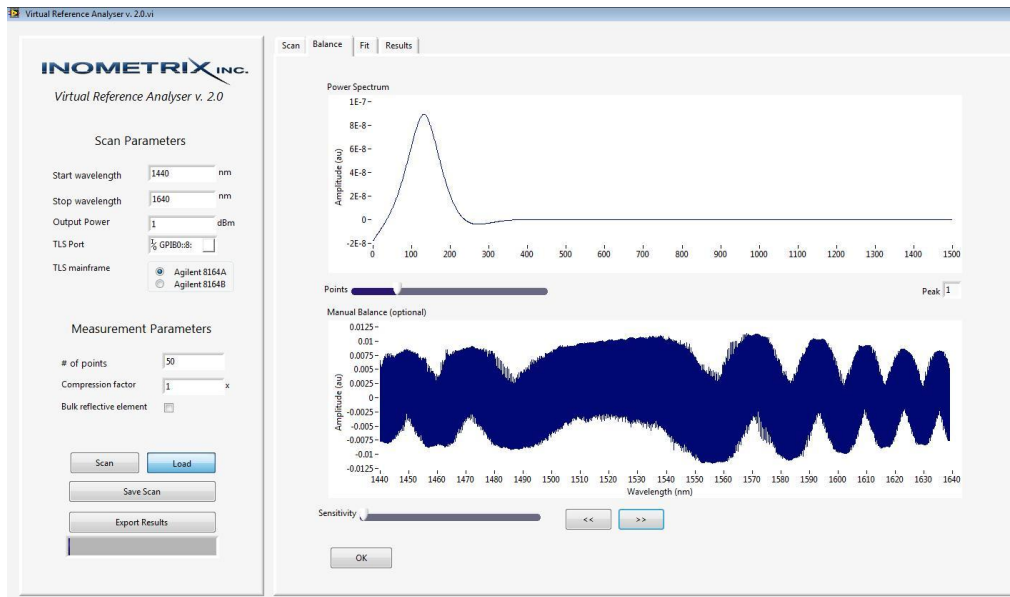 Virtual Reference Analyser v. 2.0.vi
INOMETRIX INC.
Virtual Reference Analyser v. 2.0
Scan Parameters
Start wavelength 1440 nm
Stop wavelength 1640 nm
Output Power 1 dBm
TLS Port GPIB0::8:
TLS mainframe Agilent 8164A
Agilent 8164B
Measurement Parameters
# of points 50
Compression factor 1 x
Bulk reflective element
Scan Load
Save Scan
Export Results
Scan Balance Fit Results
Power Spectrum
Amplitude (au)
1E-7
8E-8
6E-8
4E-8
2E-8
0
-2E-8
0 100 200 300 400 500 600 700 800 900 1000 1100 1200 1300 1400 1500
Points Peak 1
Manual Balance (optional)
Amplitude (au)
0.0125
0.01
0.0075
0.005
0.0025
0
-0.0025
-0.005
-0.0075
-0.01
-0.0125
1440 1450 1460 1470 1480 1490 1500 1510 1520 1530 1540 1550 1560 1570 1580 1590 1600 1610 1620 1630 1640
Wavelength (nm)
Sensitivity << >>
OK